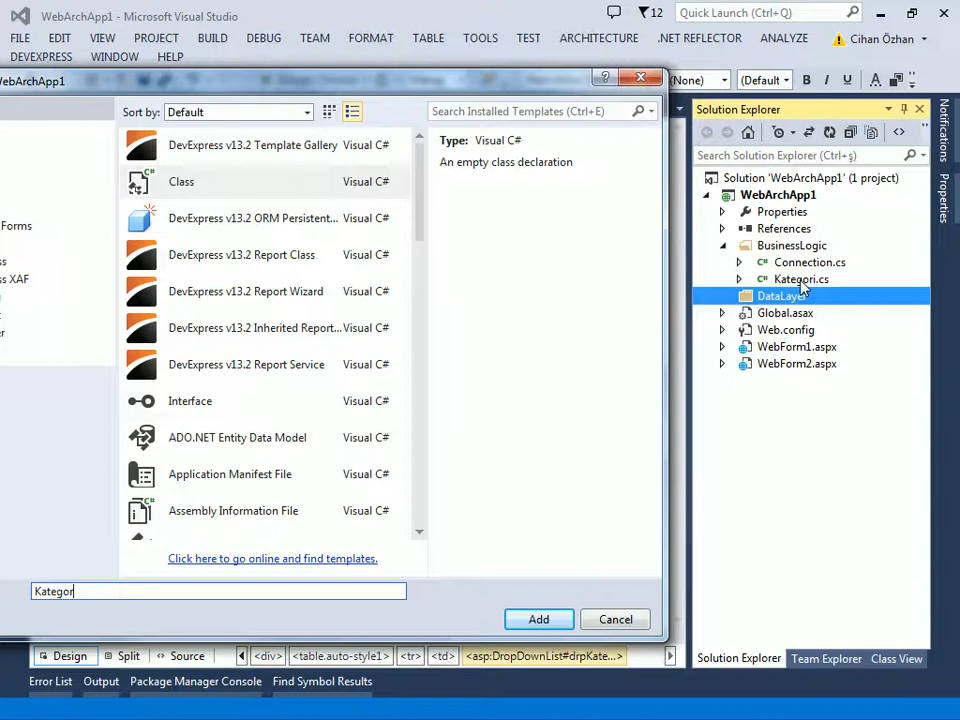 WebArchApp1 - Microsoft Visual Studio
12
Quick Launch (Ctrl+Q)
FILE EDIT VIEW PROJECT BUILD DEBUG TEAM FORMAT TABLE TOOLS TEST ARCHITECTURE .NET REFLECTOR ANALYZE
Cihan Özhan
DEVEXPRESS WINDOW HELP
(None) (Default B I U A
WebArchApp1
Sort by: Default
Search Installed Templates (Ctrl+E)
DevExpress v13.2 Template Gallery Visual C#
Class Visual C#
DevExpress v13.2 ORM Persistent... Visual C#
DevExpress v13.2 Report Class Visual C#
DevExpress v13.2 Report Wizard Visual C#
DevExpress v13.2 Inherited Report... Visual C#
DevExpress v13.2 Report Service Visual C#
Interface Visual C#
ADO.NET Entity Data Model Visual C#
Application Manifest File Visual C#
Assembly Information File Visual C#
Click here to go online and find templates.
Type: Visual C#
An empty class declaration
Forms
XAF
Kategor
Add Cancel
Solution Explorer
Search Solution Explorer (Ctrl+ş)
Solution 'WebArchApp1' (1 project)
WebArchApp1
Properties
References
BusinessLogic
C# Connection.cs
C# Kategori.cs
DataLayer
Global.asax
Web.config
WebForm1.aspx
WebForm2.aspx
Notifications
Properties
Design Split Source <div> <table.auto-style1> <tr> <td> <asp:DropDownList#drpKate...>
Solution Explorer Team Explorer Class View
Error List Output Package Manager Console Find Symbol Results